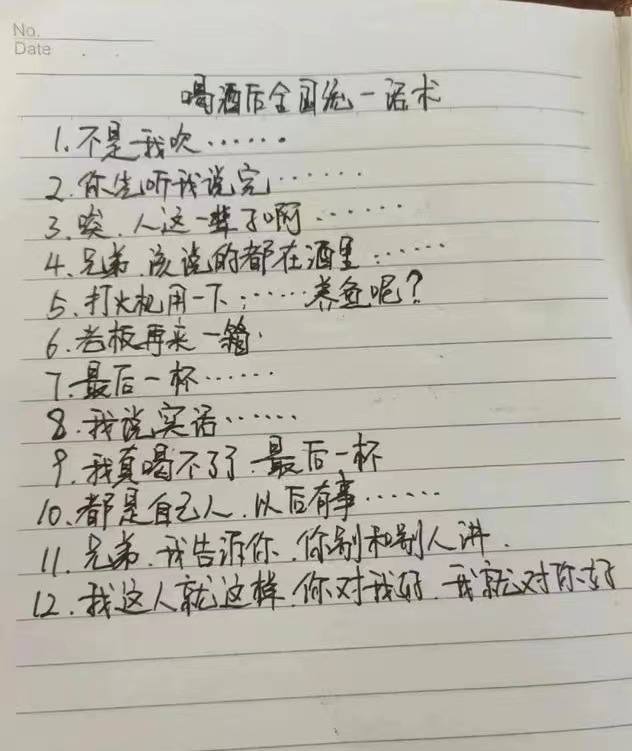 No.
Date
喝酒后全国统一话术
1.不是我吹……
2.你先听我说完……
3.唉.人这一辈子啊……
4、兄弟.该说的都在酒里……
5、打火机用一下……养鱼呢？
6.老板再来一箱.
7.最后一杯……
8.我说实话……
9.我真喝不了了.最后一杯
10、都是自己人.以后有事……
11.兄弟.我告诉你.你别和别人讲.
12.我这人就这样.你对我好.我就对你好